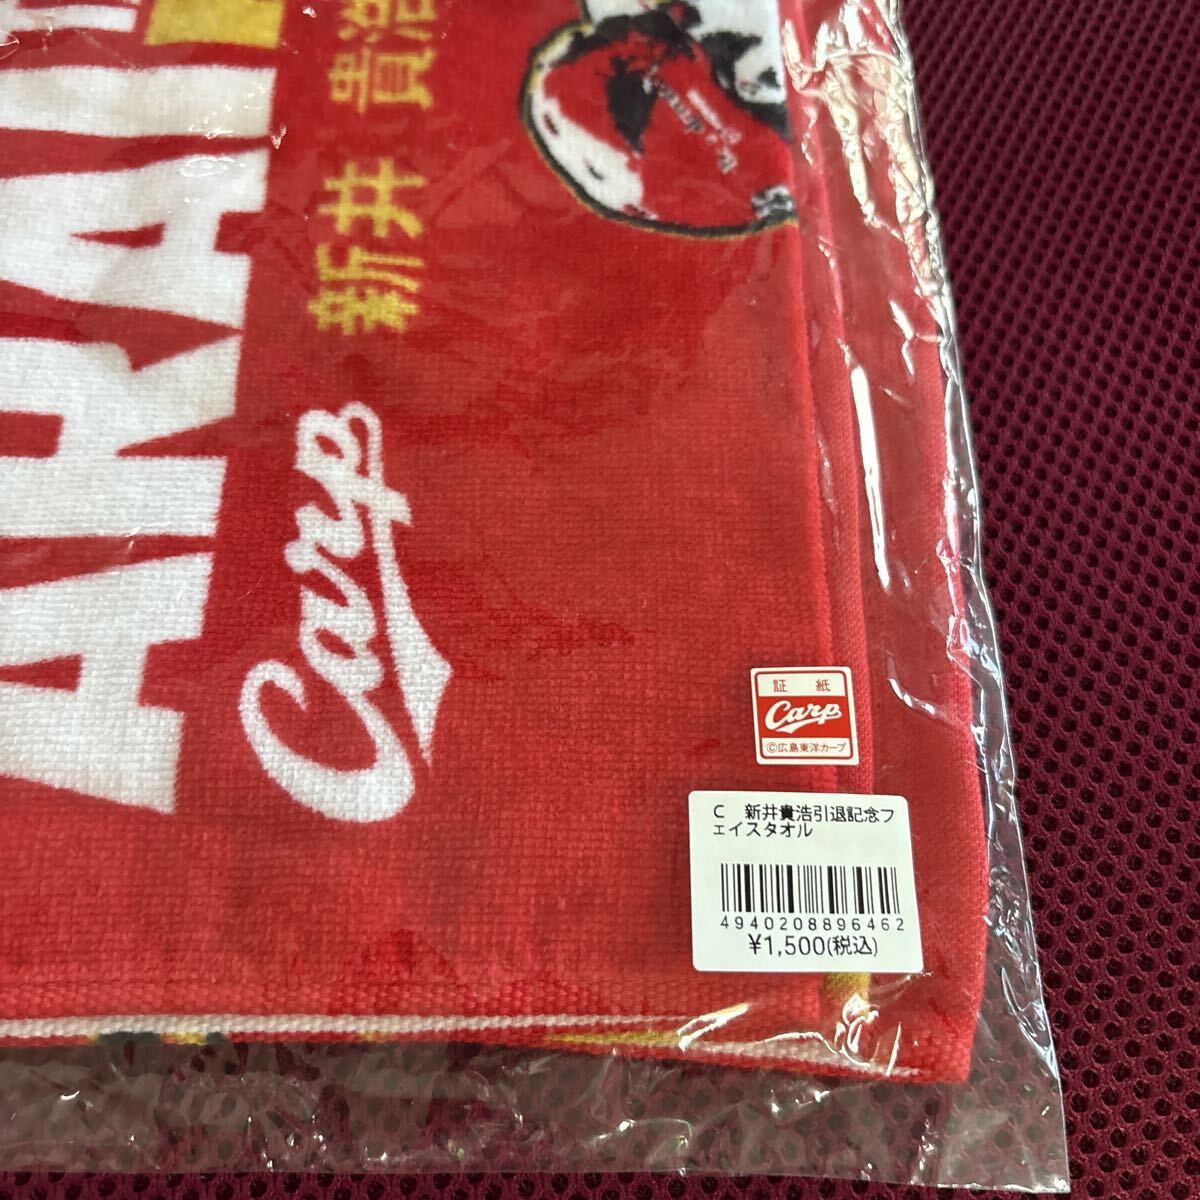 ARAI
新井 貴浩
Carp
証 紙
Carp
©広島東洋カープ
C 新井貴浩引退記念フ
ェイスタオル
4940208896462
¥1,500(税込)